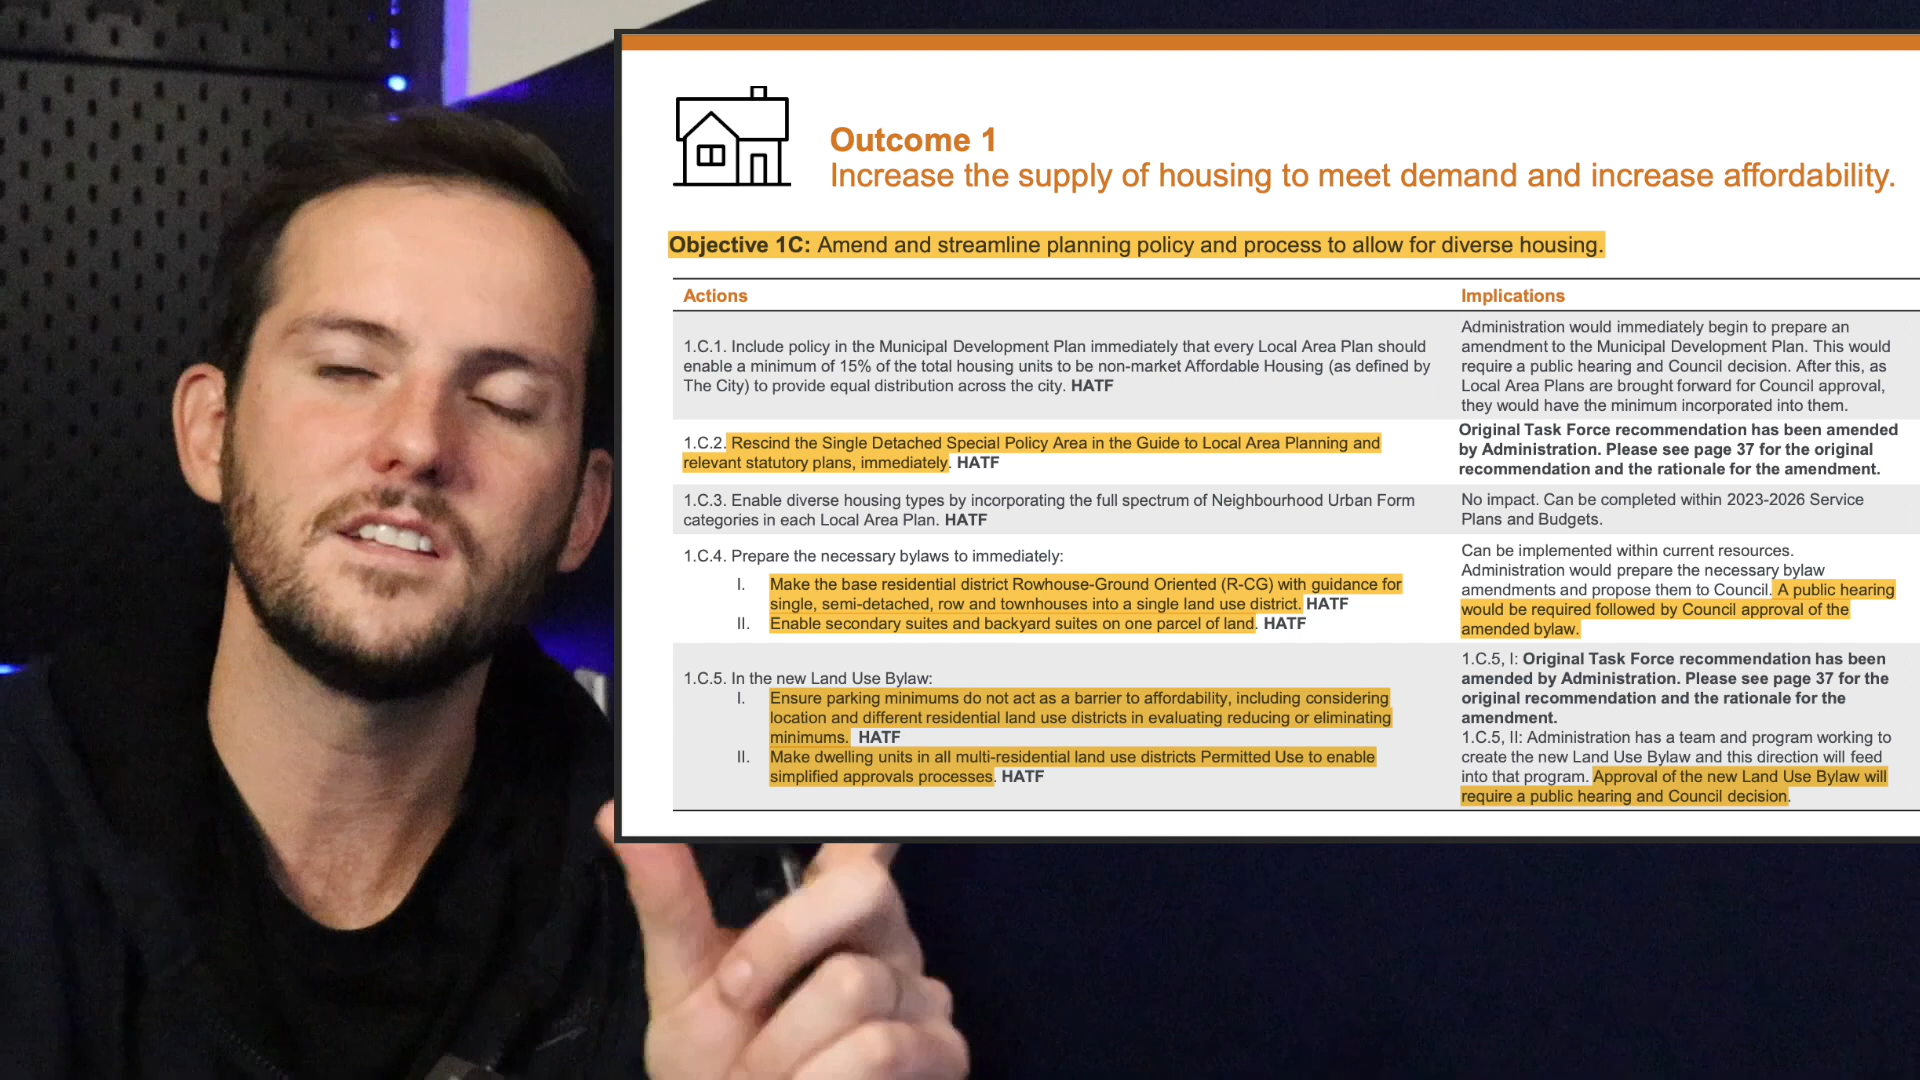 Outcome 1
Increase the supply of housing to meet demand and increase affordability.
Objective 1C: Amend and streamline planning policy and process to allow for diverse housing.
Actions
Implications
1.C.1. Include policy in the Municipal Development Plan immediately that every Local Area Plan should
enable a minimum of 15% of the total housing units to be non-market Affordable Housing (as defined by
The City) to provide equal distribution across the city. HATF
Administration would immediately begin to prepare an
amendment to the Municipal Development Plan. This would
require a public hearing and Council decision. After this, as
Local Area Plans are brought forward for Council approval,
they would have the minimum incorporated into them.
1.C.2. Rescind the Single Detached Special Policy Area in the Guide to Local Area Planning and
relevant statutory plans, immediately. HATF
Original Task Force recommendation has been amended
by Administration. Please see page 37 for the original
recommendation and the rationale for the amendment.
1.C.3. Enable diverse housing types by incorporating the full spectrum of Neighbourhood Urban Form
categories in each Local Area Plan. HATF
No impact. Can be completed within 2023-2026 Service
Plans and Budgets.
1.C.4. Prepare the necessary bylaws to immediately:
I. Make the base residential district Rowhouse-Ground Oriented (R-CG) with guidance for
single, semi-detached, row and townhouses into a single land use district. HATF
II. Enable secondary suites and backyard suites on one parcel of land. HATF
Can be implemented within current resources.
Administration would prepare the necessary bylaw
amendments and propose them to Council. A public hearing
would be required followed by Council approval of the
amended bylaw.
1.C.5. In the new Land Use Bylaw:
I. Ensure parking minimums do not act as a barrier to affordability, including considering
location and different residential land use districts in evaluating reducing or eliminating
minimums. HATF
II. Make dwelling units in all multi-residential land use districts Permitted Use to enable
simplified approvals processes. HATF
1.C.5, I: Original Task Force recommendation has been
amended by Administration. Please see page 37 for the
original recommendation and the rationale for the
amendment.
1.C.5, II: Administration has a team and program working to
create the new Land Use Bylaw and this direction will feed
into that program. Approval of the new Land Use Bylaw will
require a public hearing and Council decision.